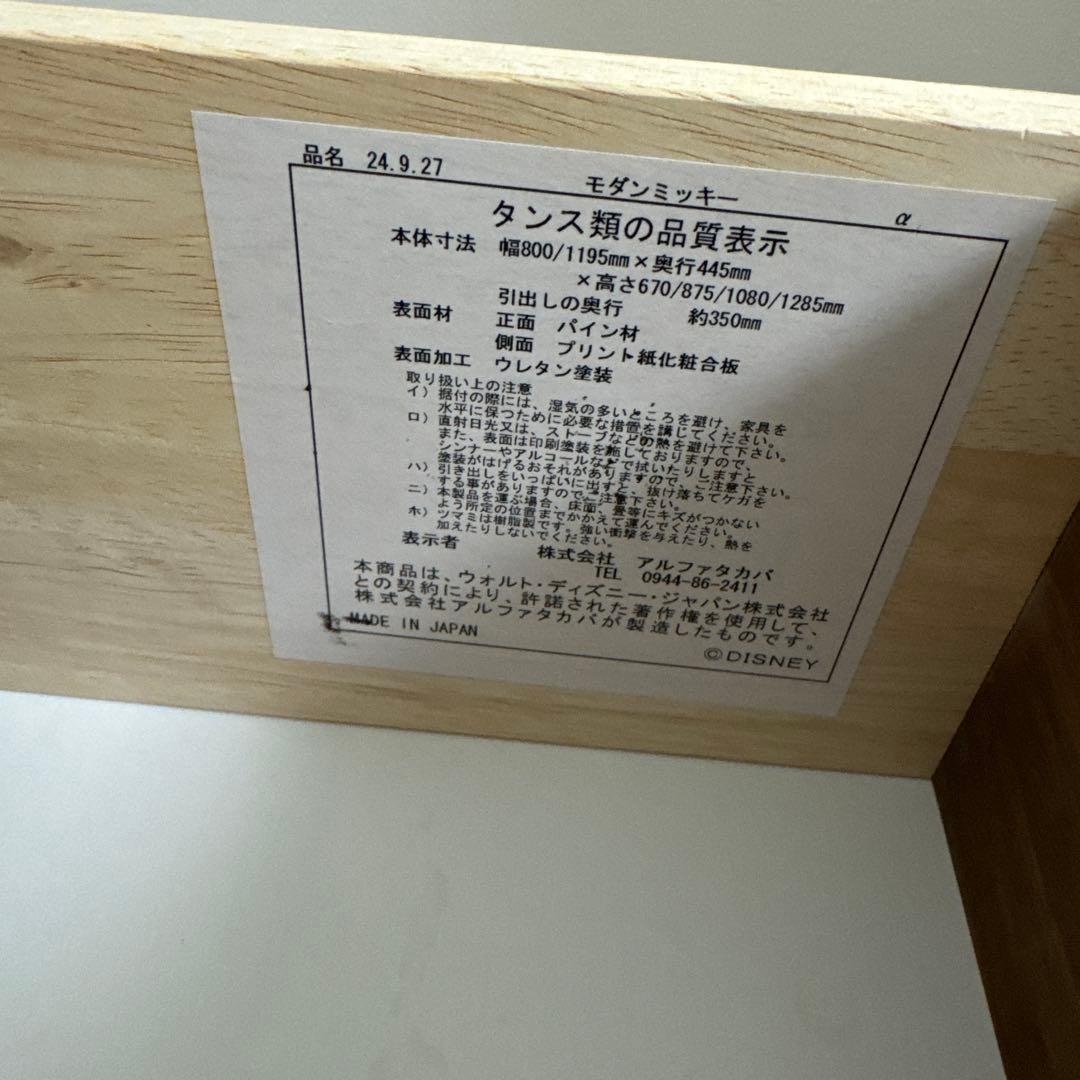 品名 24.9.27 モダンミッキー α
タンス類の品質表示
本体寸法 幅800/1195mm×奥行445mm
×高さ670/875/1080/1285mm
引出しの奥行 約350mm
表面材 正面 パイン材
側面 プリント紙化粧合板
表面加工 ウレタン塗装
取り扱い上の注意
イ) 据付の際には、湿気の多いところを避け、家具を
水平に保つために必要な措置を講じてください。
ロ) 直射日光又は、ストーブなどの熱を避けて下さい。
また、表面は印刷塗装を施しておりますので、
シンナーやアルコールなどで拭いたりしますと
塗装がはげるおそれがありますので、ご注意下さい。
ハ) 引き出しをいっぱいに出すと、抜け落ちてケガを
する事がありますのでご注意下さい。
ニ) 本製品を運ぶ場合、床面、畳等にキズがつかない
よう所定の位置までかかえて運んでください。
ホ) ツマミは樹脂製です。強い衝撃を与えたり、熱を
加えたりしないでください。
表示者 株式会社 アルファタカバ
TEL 0944-86-2411
本商品は、ウォルト・ディズニー・ジャパン株式会社
との契約により、許諾された著作権を使用して、
株式会社アルファタカバが製造したものです。
MADE IN JAPAN
©DISNEY